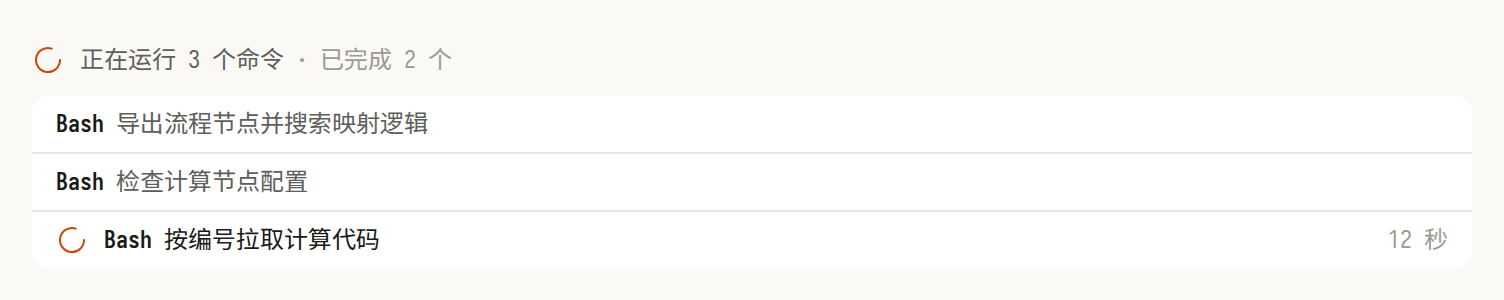 正在运行 3 个命令 · 已完成 2 个
Bash 导出流程节点并搜索映射逻辑
Bash 检查计算节点配置
Bash 按编号拉取计算代码 12 秒